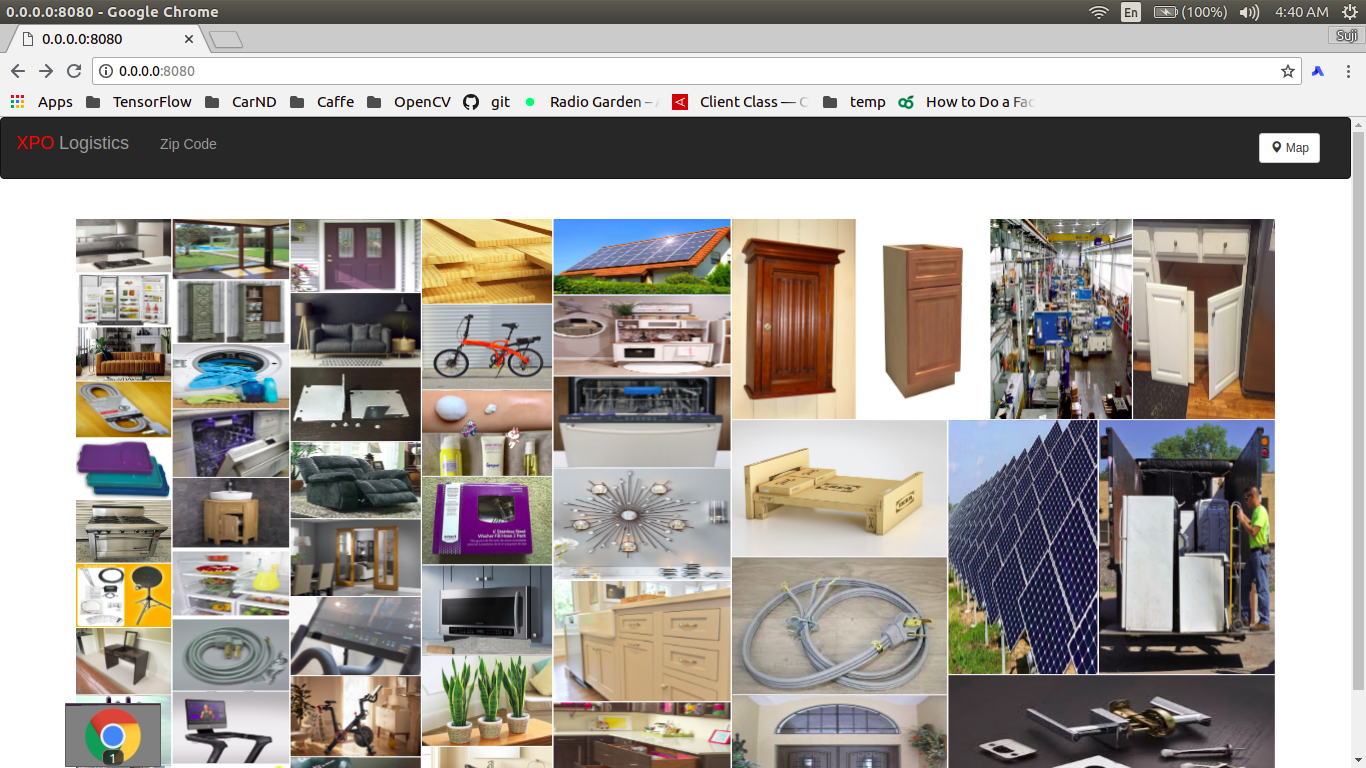 0.0.0.0:8080 - Google Chrome
En
(100%)
4:40 AM
0.0.0.0:8080
Suji
0.0.0.0:8080
Apps
TensorFlow
CarND
Caffe
OpenCV
git
Radio Garden –
Client Class —
temp
How to Do a Fac
XPO Logistics
Zip Code
Map
1